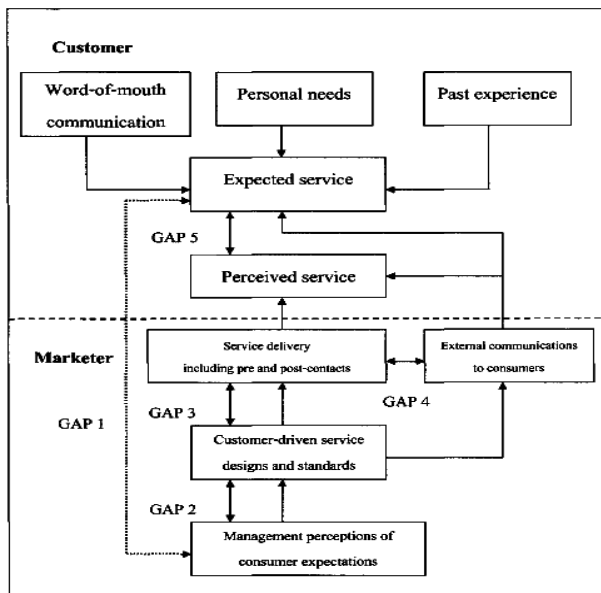 Customer
Word-of-mouth
communication
Personal needs
Past experience
Expected service
GAP 5
Perceived service
Marketer
Service delivery
including pre and post-contacts
External communications
to consumers
GAP 4
GAP 3
GAP 1
Customer-driven service
designs and standards
GAP 2
Management perceptions of
consumer expectations